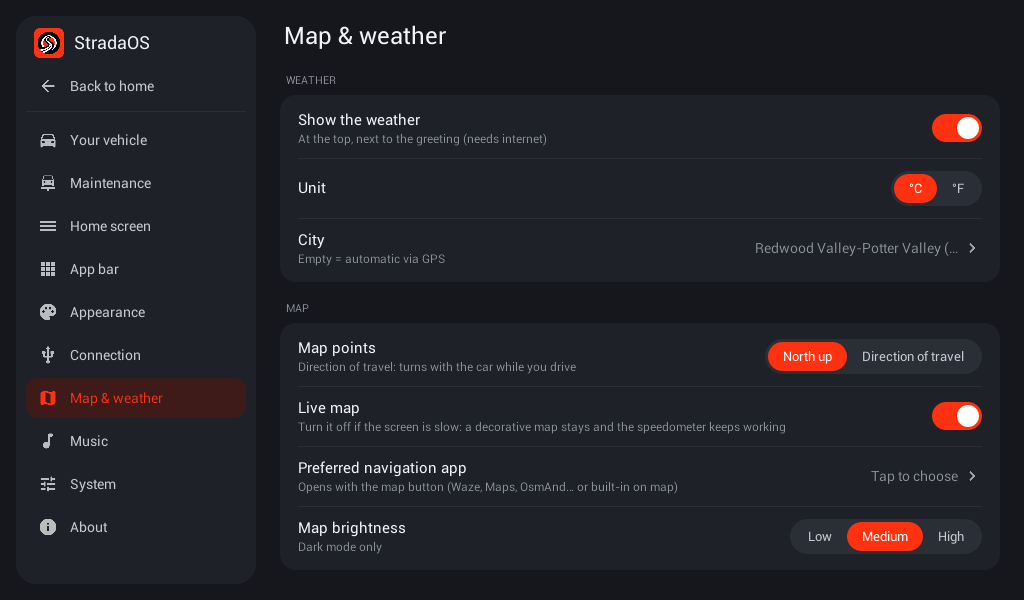 StradaOS
Back to home
Your vehicle
Maintenance
Home screen
App bar
Appearance
Connection
Map & weather
Music
System
About
Map & weather
WEATHER
Show the weather
At the top, next to the greeting (needs internet)
Unit
°C °F
City
Empty = automatic via GPS
Redwood Valley-Potter Valley (...
MAP
Map points
Direction of travel: turns with the car while you drive
North up Direction of travel
Live map
Turn it off if the screen is slow: a decorative map stays and the speedometer keeps working
Preferred navigation app
Opens with the map button (Waze, Maps, OsmAnd... or built-in on map)
Tap to choose
Map brightness
Dark mode only
Low Medium High